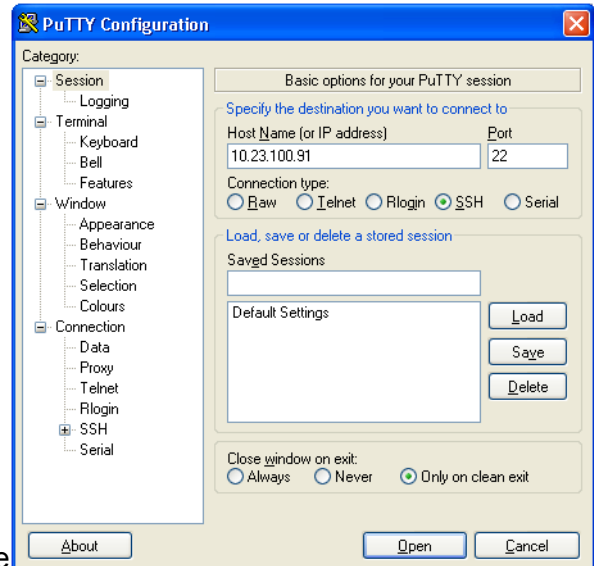 PuTTY Configuration
Category:
Session
Logging
Terminal
Keyboard
Bell
Features
Window
Appearance
Behaviour
Translation
Selection
Colours
Connection
Data
Proxy
Telnet
Rlogin
SSH
Serial
Basic options for your PuTTY session
Specify the destination you want to connect to
Host Name (or IP address) Port
10.23.100.91 22
Connection type:
Raw Telnet Rlogin SSH Serial
Load, save or delete a stored session
Saved Sessions
Default Settings
Load
Save
Delete
Close window on exit:
Always Never Only on clean exit
About Open Cancel
e